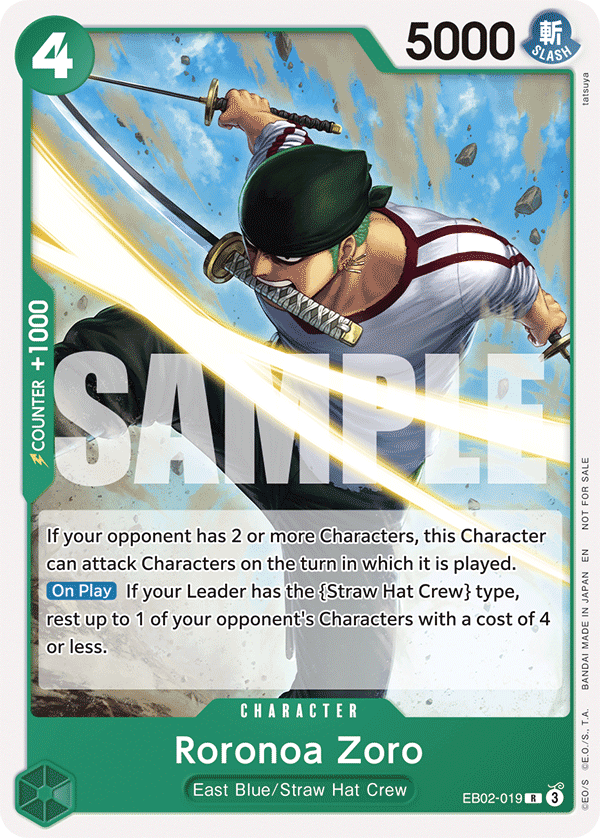 4
5000
斬
SLASH
tatsuya
COUNTER +1000
SAMPLE
If your opponent has 2 or more Characters, this Character
can attack Characters on the turn in which it is played.
On Play If your Leader has the {Straw Hat Crew} type,
rest up to 1 of your opponent's Characters with a cost of 4
or less.
CHARACTER
Roronoa Zoro
East Blue/Straw Hat Crew
EB02-019 R 3
©EO/S ©E.O./S., T.A. BANDAI MADE IN JAPAN EN NOT FOR SALE